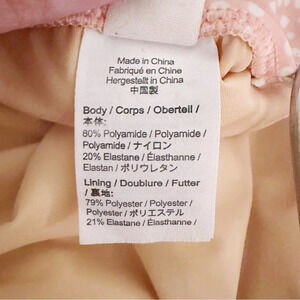 Made in China
Fabriqué en Chine
Hergestellt in China
中国製
Body / Corps / Oberteil /
本体:
80% Polyamide / Polyamide /
Polyamide / ナイロン
20% Elastane / Élasthanne /
Elastan / ポリウレタン
Lining / Doublure / Futter
/ 裏地:
79% Polyester / Polyester /
Polyester / ポリエステル
21% Elastane / Élasthanne /